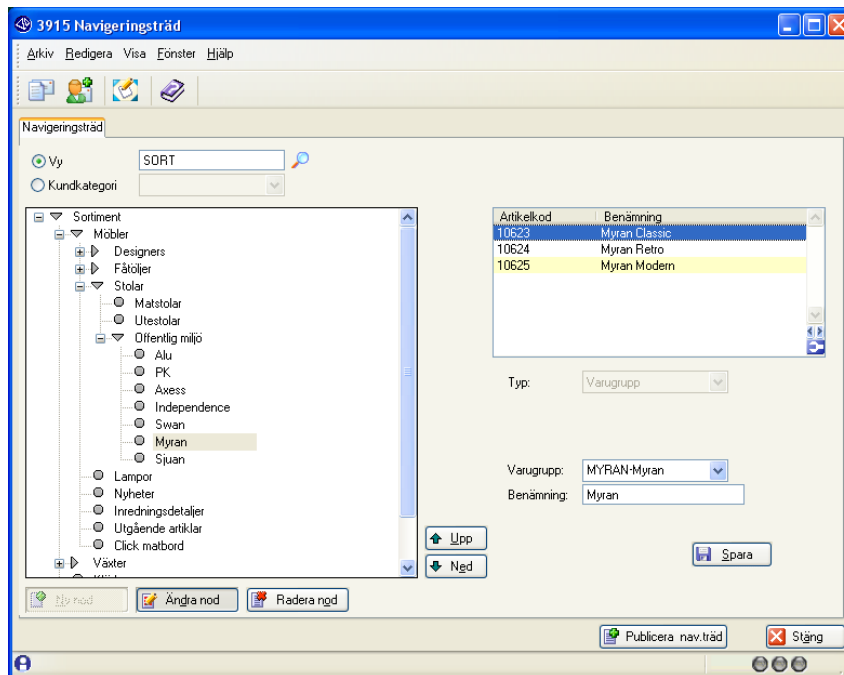 3915 Navigeringsträd
Arkiv Redigera Visa Fönster Hjälp
Navigeringsträd
Vy SORT
Kundkategori
Sortiment
Möbler
Designers
Fåtöljer
Stolar
Matstolar
Utestolar
Offentlig miljö
Alu
PK
Axess
Independence
Swan
Myran
Sjuan
Lampor
Nyheter
Inredningsdetaljer
Utgående artiklar
Click matbord
Växter
Artikelkod Benämning
10623 Myran Classic
10624 Myran Retro
10625 Myran Modern
Typ: Varugrupp
Varugrupp: MYRAN-Myran
Benämning: Myran
Upp
Ned
Spara
Ny nod Ändra nod Radera nod
Publicera nav.träd Stäng